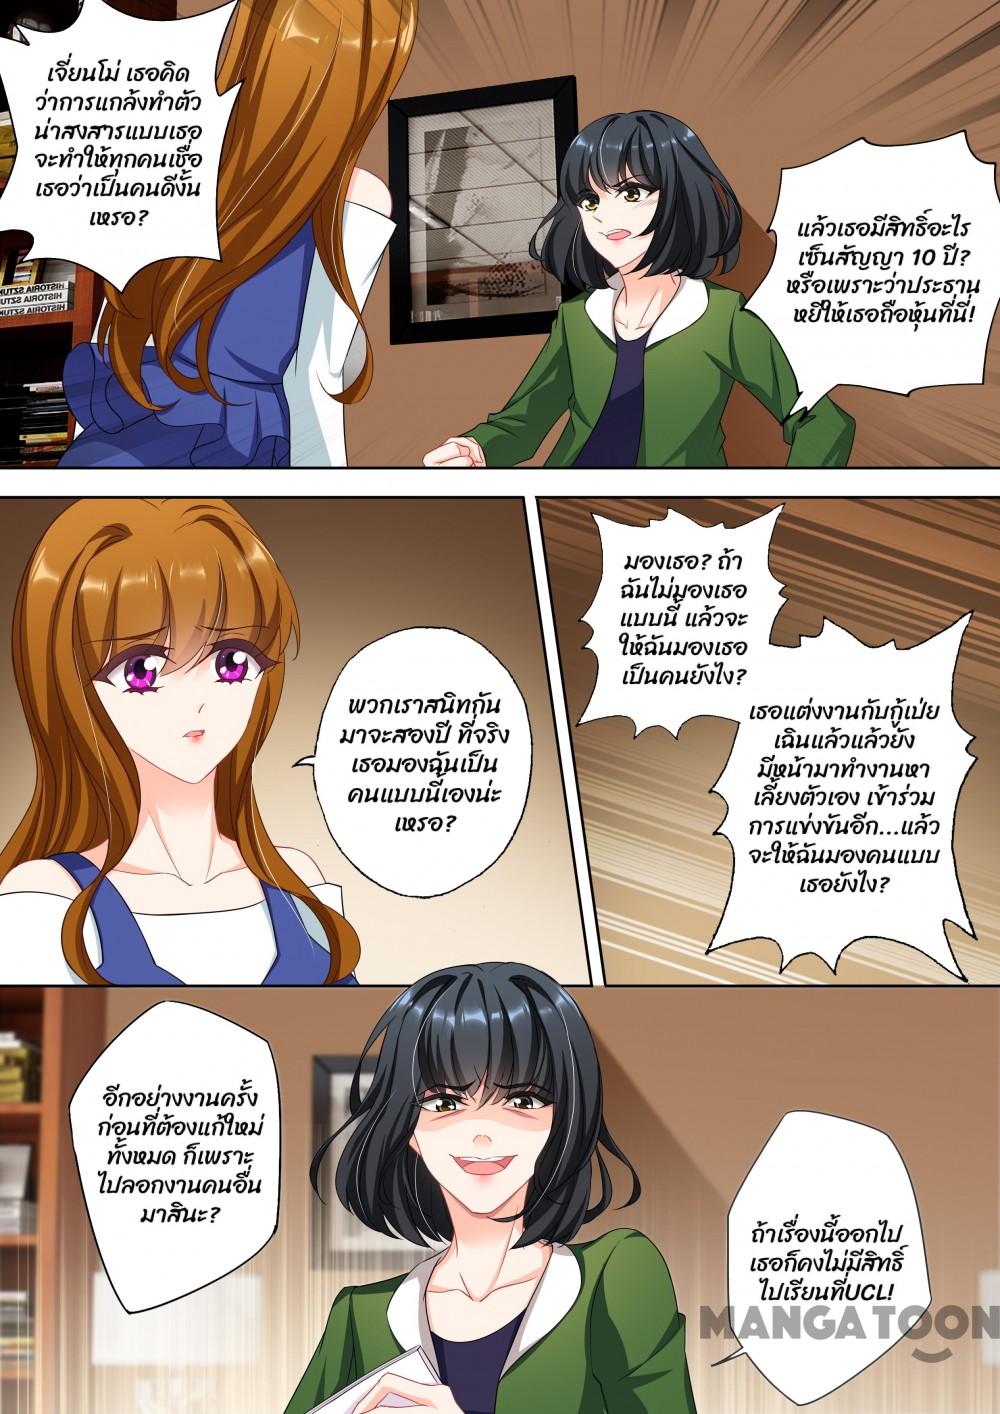 เจี่ยนโม่ เธอคิด
ว่าการแกล้งทำตัว
น่าสงสารแบบเธอ
จะทำให้ทุกคนเชื่อ
เธอว่าเป็นคนดีงั้น
เหรอ?
แล้วเธอมีสิทธิ์อะไร
เซ็นสัญญา 10 ปี?
หรือเพราะว่าประธาน
หยีให้เธอถือหุ้นที่นี่!
พวกเราสนิทกัน
มาจะสองปี ที่จริง
เธอมองฉันเป็น
คนแบบนี้เองน่ะ
เหรอ?
มองเธอ? ถ้า
ฉันไม่มองเธอ
แบบนี้ แล้วจะ
ให้ฉันมองเธอ
เป็นคนยังไง?
เธอแต่งงานกับกู้เป่ย
เฉินแล้วแล้วยัง
มีหน้ามาทำงานหา
เลี้ยงตัวเอง เข้าร่วม
การแข่งขันอีก...แล้ว
จะให้ฉันมองคนแบบ
เธอยังไง?
อีกอย่างงานครั้ง
ก่อนที่ต้องแก้ใหม่
ทั้งหมด ก็เพราะ
ไปลอกงานคนอื่น
มาสินะ?
ถ้าเรื่องนี้ออกไป
เธอก็คงไม่มีสิทธิ์
ไปเรียนที่UCL!
MANGATOON